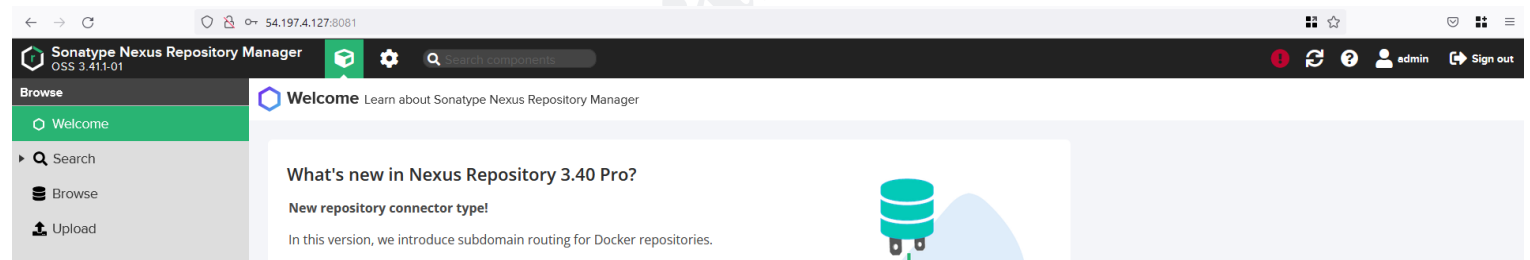 54.197.4.127:8081
Sonatype Nexus Repository Manager
OSS 3.41.1-01
Search components
admin
Sign out
Browse
Welcome
Search
Browse
Upload
Welcome Learn about Sonatype Nexus Repository Manager
What's new in Nexus Repository 3.40 Pro?
New repository connector type!
In this version, we introduce subdomain routing for Docker repositories.